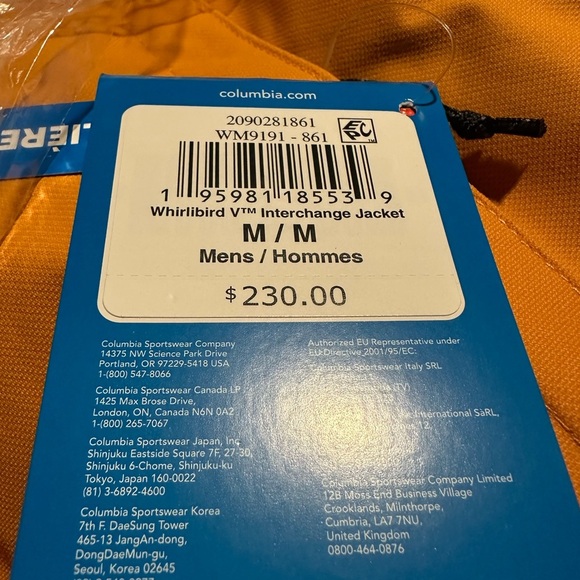 columbia.com
2090281861
WM9191 - 861
EPC™
1 95981 18553 9
Whirlibird V™ Interchange Jacket
M / M
Mens / Hommes
$ 230.00
IÈRE
Columbia Sportswear Company
14375 NW Science Park Drive
Portland, OR 97229-5418 USA
1-(800) 547-8066
Columbia Sportswear Canada LP
1425 Max Brose Drive,
London, ON, Canada N6N 0A2
1-(800) 265-7067
Columbia Sportswear Japan, Inc
Shinjuku Eastside Square 7F, 27-30,
Shinjuku 6-Chome, Shinjuku-ku
Tokyo, Japan 160-0022
(81) 3-6892-4600
Columbia Sportswear Korea
7th F. DaeSung Tower
465-13 JangAn-dong,
DongDaeMun-gu,
Seoul, Korea 02645
Authorized EU Representative under
EU Directive 2001/95/EC:
Columbia Sportswear Italy SRL
(TV)
International SàRL,
12,
Columbia Sportswear Company Limited
12B Moss End Business Village
Crooklands, Milnthorpe,
Cumbria, LA7 7NU,
United Kingdom
0800-464-0876